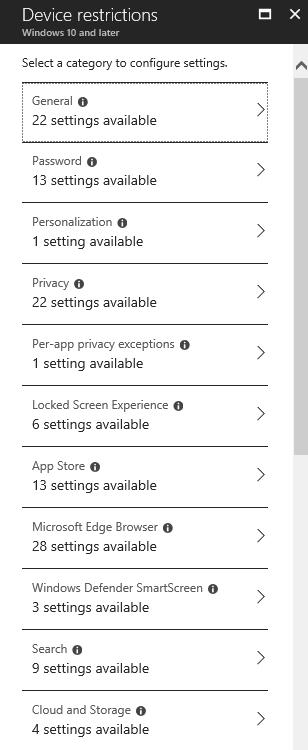 Device restrictions
Windows 10 and later
Select a category to configure settings.
General
22 settings available
Password
13 settings available
Personalization
1 setting available
Privacy
22 settings available
Per-app privacy exceptions
1 setting available
Locked Screen Experience
6 settings available
App Store
13 settings available
Microsoft Edge Browser
28 settings available
Windows Defender SmartScreen
3 settings available
Search
9 settings available
Cloud and Storage
4 settings available